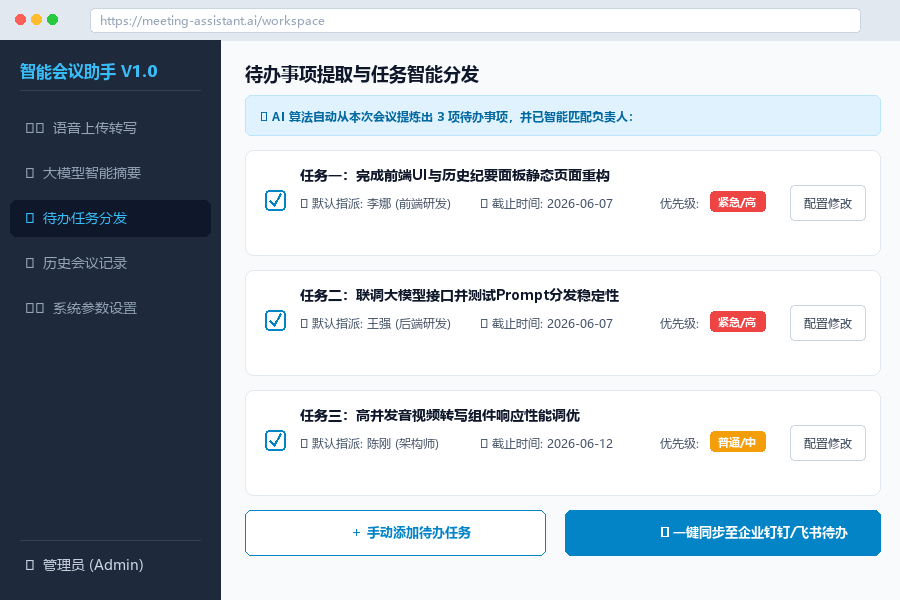 https://meeting-assistant.ai/workspace
智能会议助手 V1.0
语音上传转写
大模型智能摘要
待办任务分发
历史会议记录
系统参数设置
管理员 (Admin)
待办事项提取与任务智能分发
AI 算法自动从本次会议提炼出 3 项待办事项，并已智能匹配负责人：
任务一：完成前端UI与历史纪要面板静态页面重构
默认指派: 李娜 (前端研发) 截止时间: 2026-06-07 优先级: 紧急/高 配置修改
任务二：联调大模型接口并测试Prompt分发稳定性
默认指派: 王强 (后端研发) 截止时间: 2026-06-07 优先级: 紧急/高 配置修改
任务三：高并发音视频转写组件响应性能调优
默认指派: 陈刚 (架构师) 截止时间: 2026-06-12 优先级: 普通/中 配置修改
+ 手动添加待办任务
一键同步至企业钉钉/飞书待办